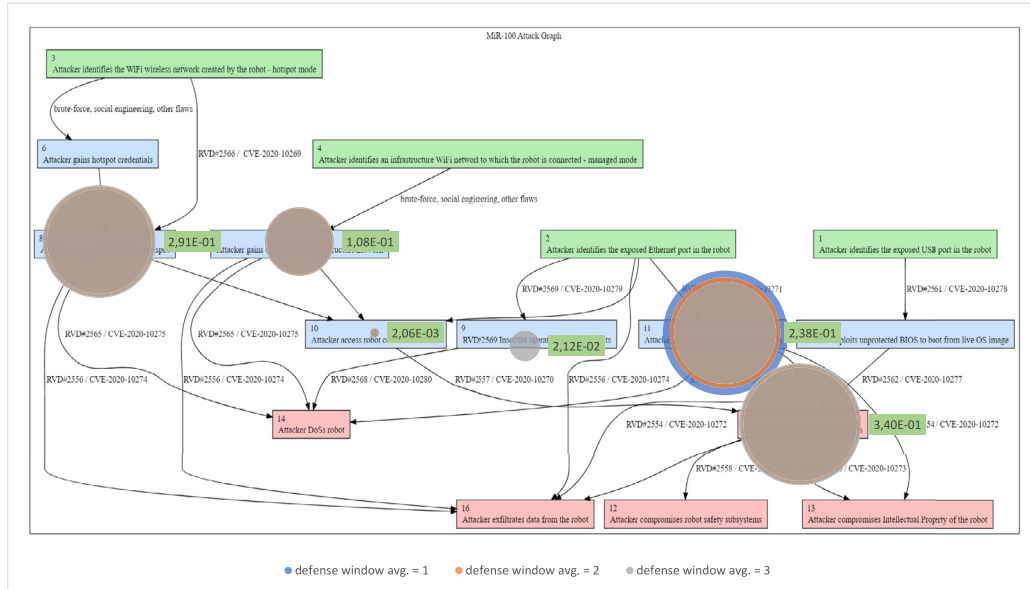 MiR-100 Attack Graph
3
Attacker identifies the WiFi wireless network created by the robot - hotspot mode
brute-force, social engineering, other flaws
6
Attacker gains hotspot credentials
RVD#2566 / CVE-2020-10269
4
Attacker identifies an infrastructure WiFi networl to which the robot is connected - managed mode
brute-force, social engineering, other flaws
8
2,91E-01
Attacker gains
1,08E-01
2
Attacker identifies the exposed Ethernet port in the robot
1
Attacker identifies the exposed USB port in the robot
RVD#2569 / CVE-2020-10279
RVD#2561 / CVE-2020-10278
RVD#2565 / CVE-2020-10275
RVD#2565 / CVE-2020-10275
10
Attacker access robot
2,06E-03
9
RVD#2569 Insecure
2,12E-02
11
2,38E-01
unprotected BIOS to boot from live OS image
RVD#2556 / CVE-2020-10274
RVD#2556 / CVE-2020-10274
RVD#2568 / CVE-2020-10280
RVD#2557 / CVE-2020-10270
RVD#2556 / CVE-2020-10274
RVD#2562 / CVE-2020-10277
14
Attacker DoSs robot
RVD#2554 / CVE-2020-10272
3,40E-01
54 / CVE-2020-10272
RVD#2558 /
/ CVE-2020-10273
16
Attacker exfiltrates data from the robot
12
Attacker compromises robot safety subsystems
13
Attacker compromises Intellectual Property of the robot
defense window avg. = 1
defense window avg. = 2
defense window avg. = 3